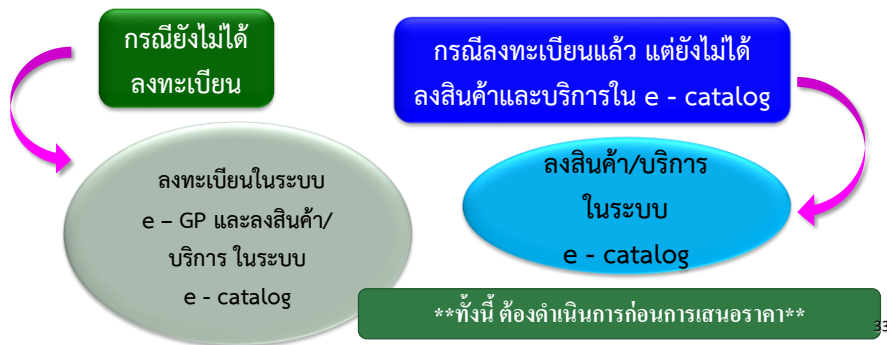 กรณียังไม่ได้
ลงทะเบียน
กรณีลงทะเบียนแล้ว แต่ยังไม่ได้
ลงสินค้าและบริการใน e - catalog
ลงทะเบียนในระบบ
e – GP และลงสินค้า/
บริการ ในระบบ
e - catalog
ลงสินค้า/บริการ
ในระบบ
e - catalog
**ทั้งนี้ ต้องดำเนินการก่อนการเสนอราคา**
33